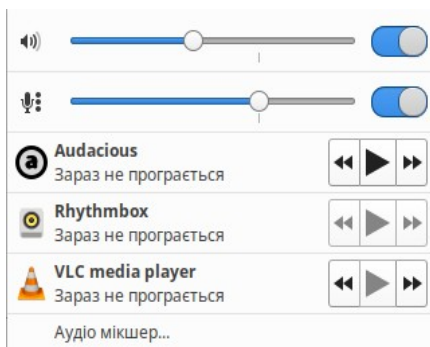 Audacious
Зараз не програється
Rhythmbox
Зараз не програється
VLC media player
Зараз не програється
Аудіо мікшер...